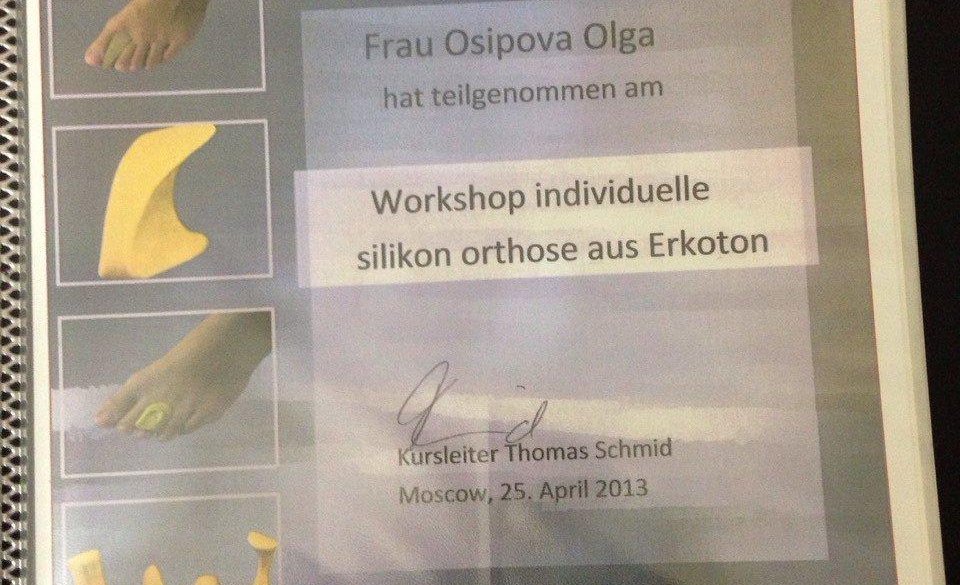 Frau Osipova Olga
hat teilgenommen am
Workshop individuelle
silikon orthose aus Erkoton
Kursleiter Thomas Schmid
Moscow, 25. April 2013